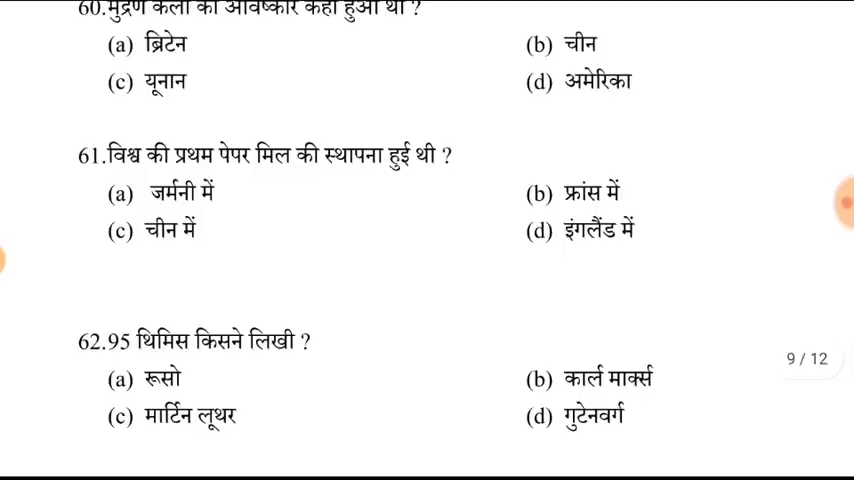 60.मुद्रण कला का आविष्कार कहाँ हुआ था ?
(a) ब्रिटेन (b) चीन
(c) यूनान (d) अमेरिका
61.विश्व की प्रथम पेपर मिल की स्थापना हुई थी ?
(a) जर्मनी में (b) फ्रांस में
(c) चीन में (d) इंगलैंड में
62.95 थिमिस किसने लिखी ?
9 / 12
(a) रूसो (b) कार्ल मार्क्स
(c) मार्टिन लूथर (d) गुटेनवर्ग